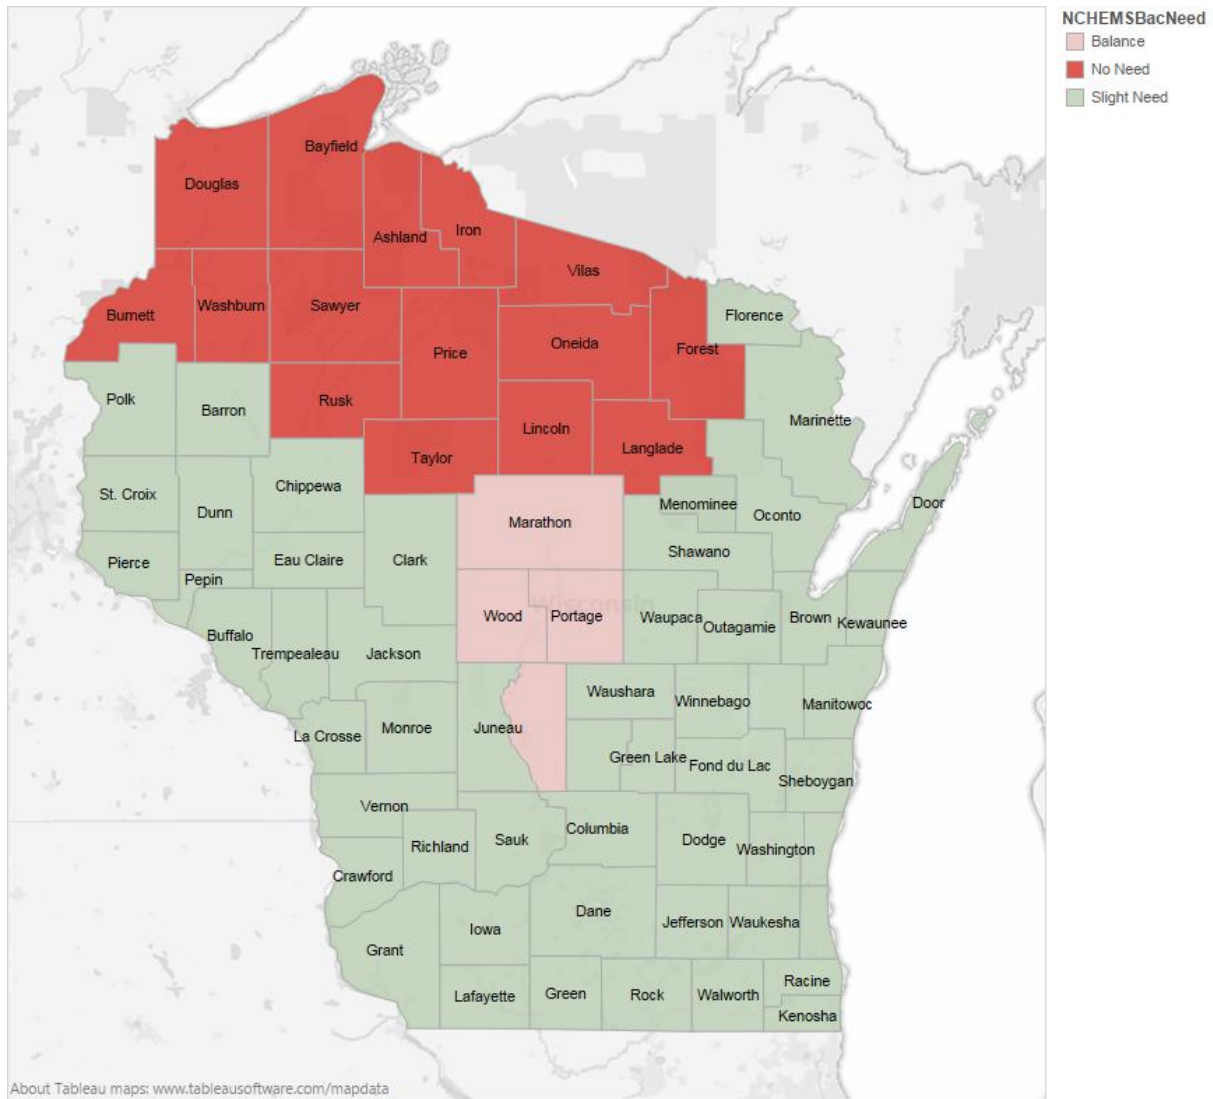 NCHEMSBacNeed
Balance
No Need
Slight Need
Bayfield
Douglas
Ashland
Iron
Vilas
Burnett
Washburn
Sawyer
Florence
Price
Oneida
Forest
Polk
Barron
Rusk
Lincoln
Marinette
Taylor
Langlade
St. Croix
Chippewa
Dunn
Menominee
Door
Marathon
Oconto
Pierce
Eau Claire
Clark
Shawano
Pepin
Wisconsin
Wood
Portage
Waupaca
Outagamie
Brown
Kewaunee
Buffalo
Trempealeau
Jackson
Waushara
Winnebago
Manitowoc
La Crosse
Monroe
Juneau
Green Lake
Fond du Lac
Sheboygan
Vernon
Richland
Sauk
Columbia
Dodge
Washington
Crawford
Dane
Iowa
Jefferson
Waukesha
Grant
Lafayette
Green
Rock
Walworth
Racine
Kenosha
About Tableau maps: www.tableausoftware.com/mapdata